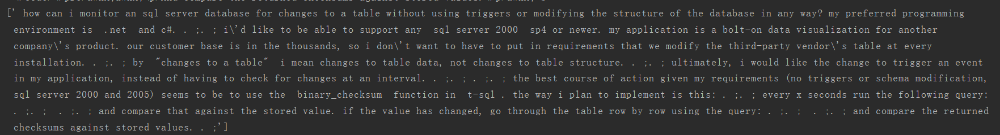 [' how can i monitor an sql server database for changes to a table without using triggers or modifying the structure of the database in any way? my preferred programming
environment is  .net  and c#. . ;. ; i\'d like to be able to support any  sql server 2000  sp4 or newer. my application is a bolt-on data visualization for another
company\'s product. our customer base is in the thousands, so i don\'t want to have to put in requirements that we modify the third-party vendor\'s table at every
installation. . ;. ; by  "changes to a table"  i mean changes to table data, not changes to table structure. . ;. ; ultimately, i would like the change to trigger an event
in my application, instead of having to check for changes at an interval. . ;. ; . ;. ; the best course of action given my requirements (no triggers or schema modification,
sql server 2000 and 2005) seems to be to use the  binary_checksum  function in  t-sql . the way i plan to implement is this: . ;. ; every x seconds run the following query:
. ;. ;  . ;. ; and compare that against the stored value. if the value has changed, go through the table row by row using the query: . ;. ;  . ;. ; and compare the returned
checksums against stored values. . ;']